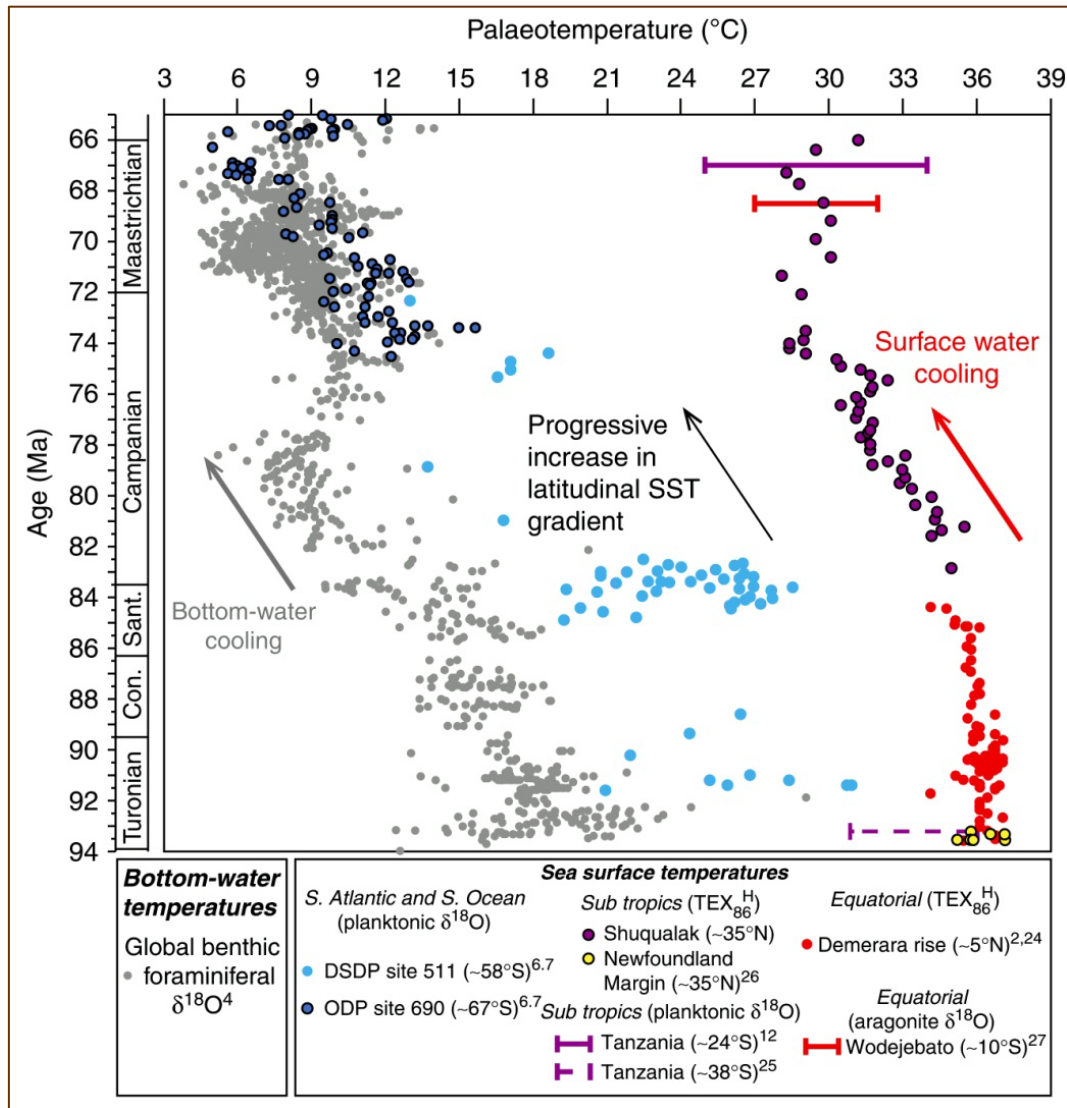 Palaeotemperature (°C)
3 6 9 12 15 18 21 24 27 30 33 36 39
Age (Ma)
66
68
70
72
74
76
78
80
82
84
86
88
90
92
94
Maastrichtian
Campanian
Sant.
Con.
Turonian
Surface water
cooling
Progressive
increase in
latitudinal SST
gradient
Bottom-water
cooling
Bottom-water
temperatures
Global benthic
foraminiferal
δ18O4
Sea surface temperatures
S. Atlantic and S. Ocean
(planktonic δ18O)
DSDP site 511 (~58°S)6.7
ODP site 690 (~67°S)6.7
Sub tropics (TEX86H)
Shuqualak (~35°N)
Newfoundland
Margin (~35°N)26
Sub tropics (planktonic δ18O)
Tanzania (~24°S)12
Tanzania (~38°S)25
Equatorial (TEX86H)
Demerara rise (~5°N)2,24
Equatorial
(aragonite δ18O)
Wodejebato (~10°S)27